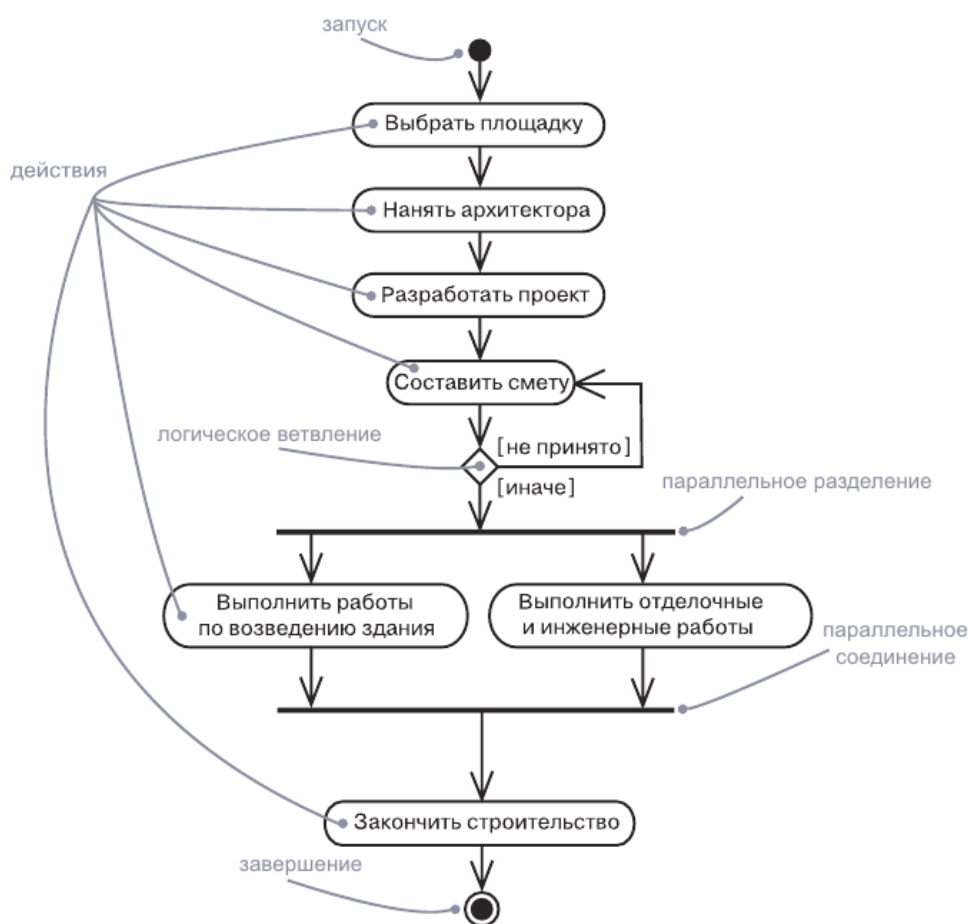 запуск
Выбрать площадку
действия
Нанять архитектора
Разработать проект
Составить смету
логическое ветвление
[не принято]
[иначе]
параллельное разделение
Выполнить работы
по возведению здания
Выполнить отделочные
и инженерные работы
параллельное
соединение
Закончить строительство
завершение